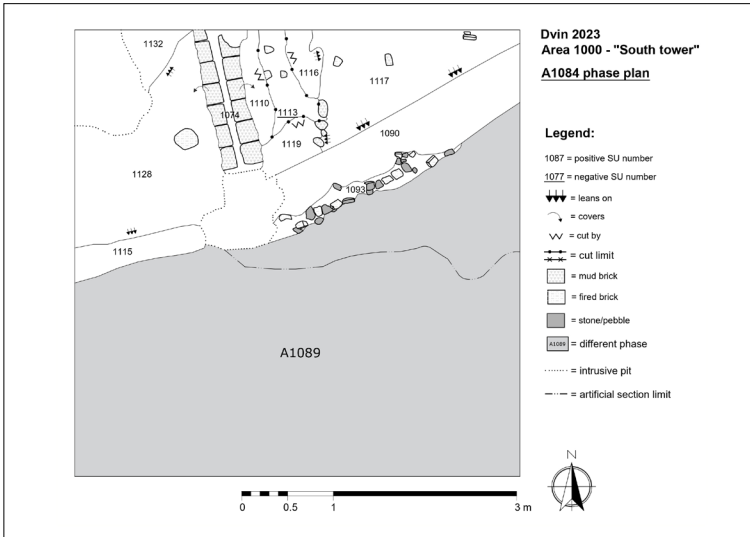 Dvin 2023
Area 1000 - "South tower"
A1084 phase plan
Legend:
1087 = positive SU number
1077 = negative SU number
= leans on
= covers
= cut by
= cut limit
= mud brick
= fired brick
= stone/pebble
A1089 = different phase
= intrusive pit
= artificial section limit
N
1132
1116
1117
1110
1074
1113
1090
1119
1128
1093
1115
A1089
0 0.5 1 3 m